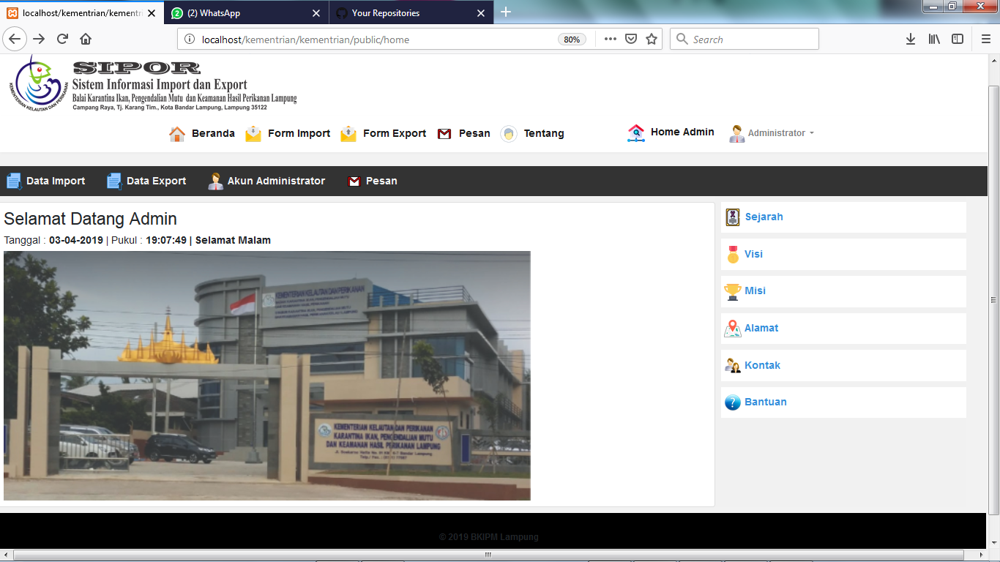 localhost/kementrian/kementri
(2) WhatsApp
Your Repositories
localhost/kementrian/kementrian/public/home
80%
Search
KEMENTERIAN KELAUTAN DAN PERIKANAN
SIPOR
Sistem Informasi Import dan Export
Balai Karantina Ikan, Pengendalian Mutu dan Keamanan Hasil Perikanan Lampung
Campang Raya, Tj. Karang Tim., Kota Bandar Lampung, Lampung 35122
Beranda
Form Import
Form Export
Pesan
Tentang
Home Admin
Administrator
Data Import
Data Export
Akun Administrator
Pesan
Selamat Datang Admin
Tanggal : 03-04-2019 | Pukul : 19:07:49 | Selamat Malam
KEMENTERIAN KELAUTAN DAN PERIKANAN
KEMENTERIAN KELAUTAN DAN PERIKANAN
KARANTINA IKAN, PENGENDALIAN MUTU
DAN KEAMANAN HASIL PERIKANAN LAMPUNG
Sejarah
Visi
Misi
Alamat
Kontak
Bantuan
© 2019 BKIPM Lampung